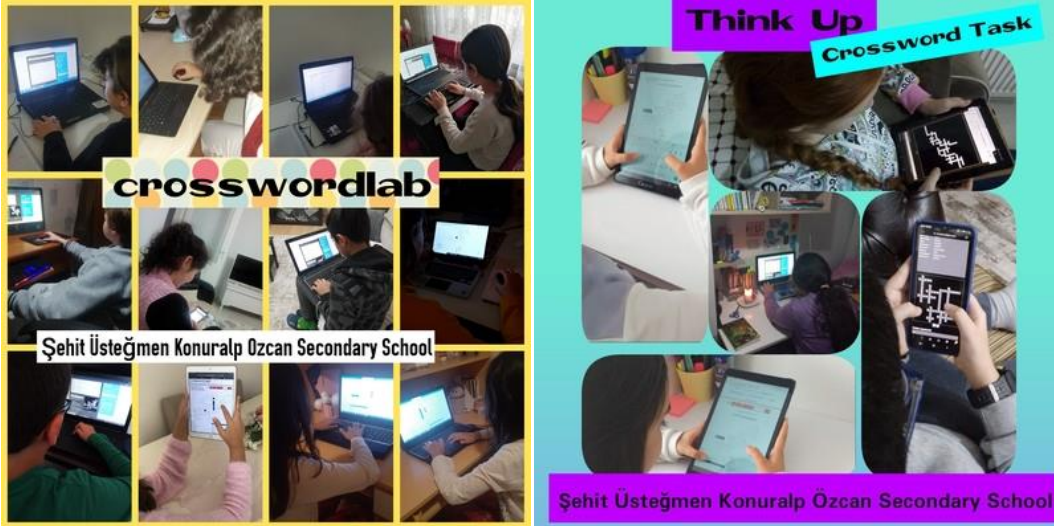 crosswordlab
Şehit Üsteğmen Konuralp Ozcan Secondary School
Think Up
Crossword Task
Şehit Üsteğmen Konuralp Özcan Secondary School